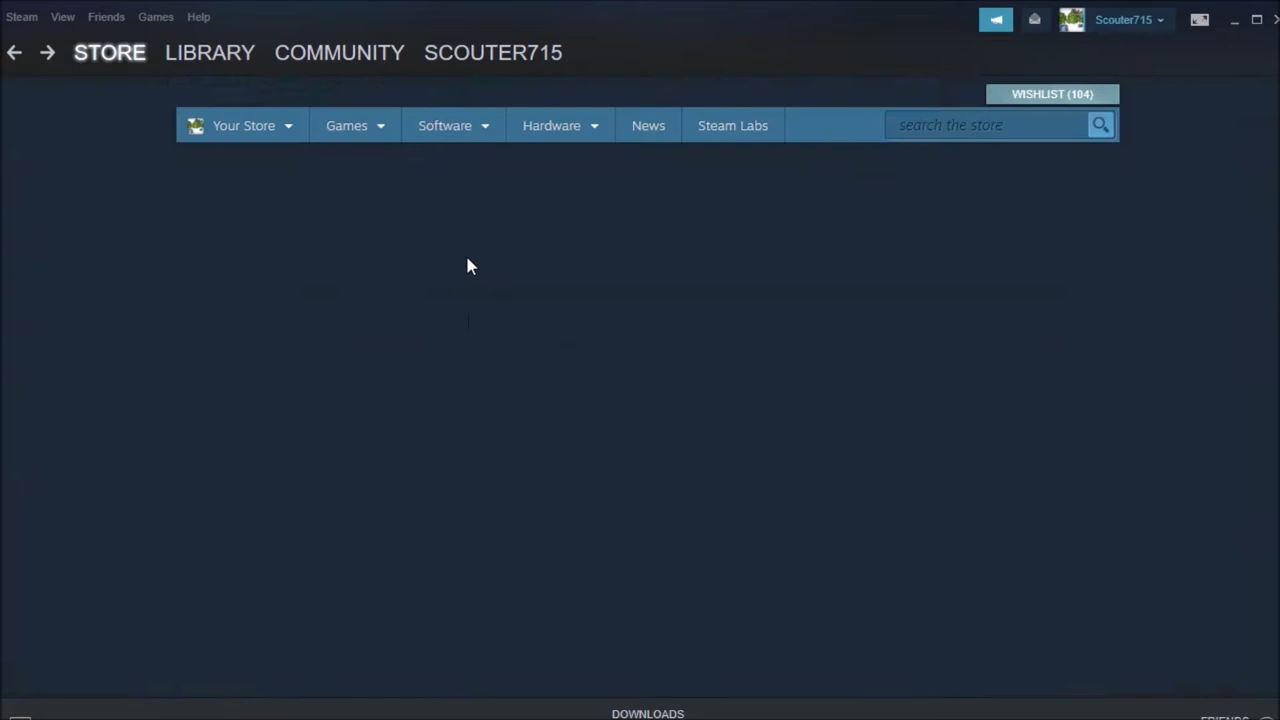 Steam View Friends Games Help
Scouter715
STORE LIBRARY COMMUNITY SCOUTER715
WISHLIST (104)
Your Store Games Software Hardware News Steam Labs search the store
DOWNLOADS
FRIENDS